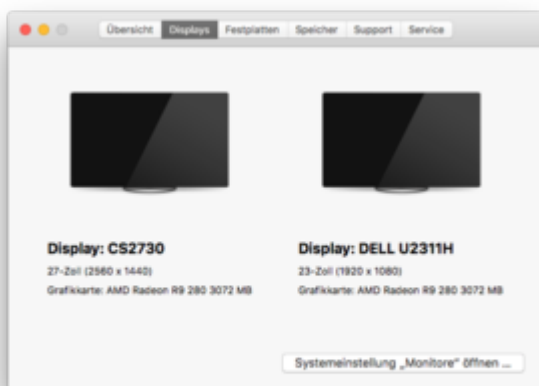 Übersicht Displays Festplatten Speicher Support Service
Display: CS2730
27-Zoll (2560 x 1440)
Grafikkarte: AMD Radeon R9 280 3072 MB
Display: DELL U2311H
23-Zoll (1920 x 1080)
Grafikkarte: AMD Radeon R9 280 3072 MB
Systemeinstellung „Monitore“ öffnen ...